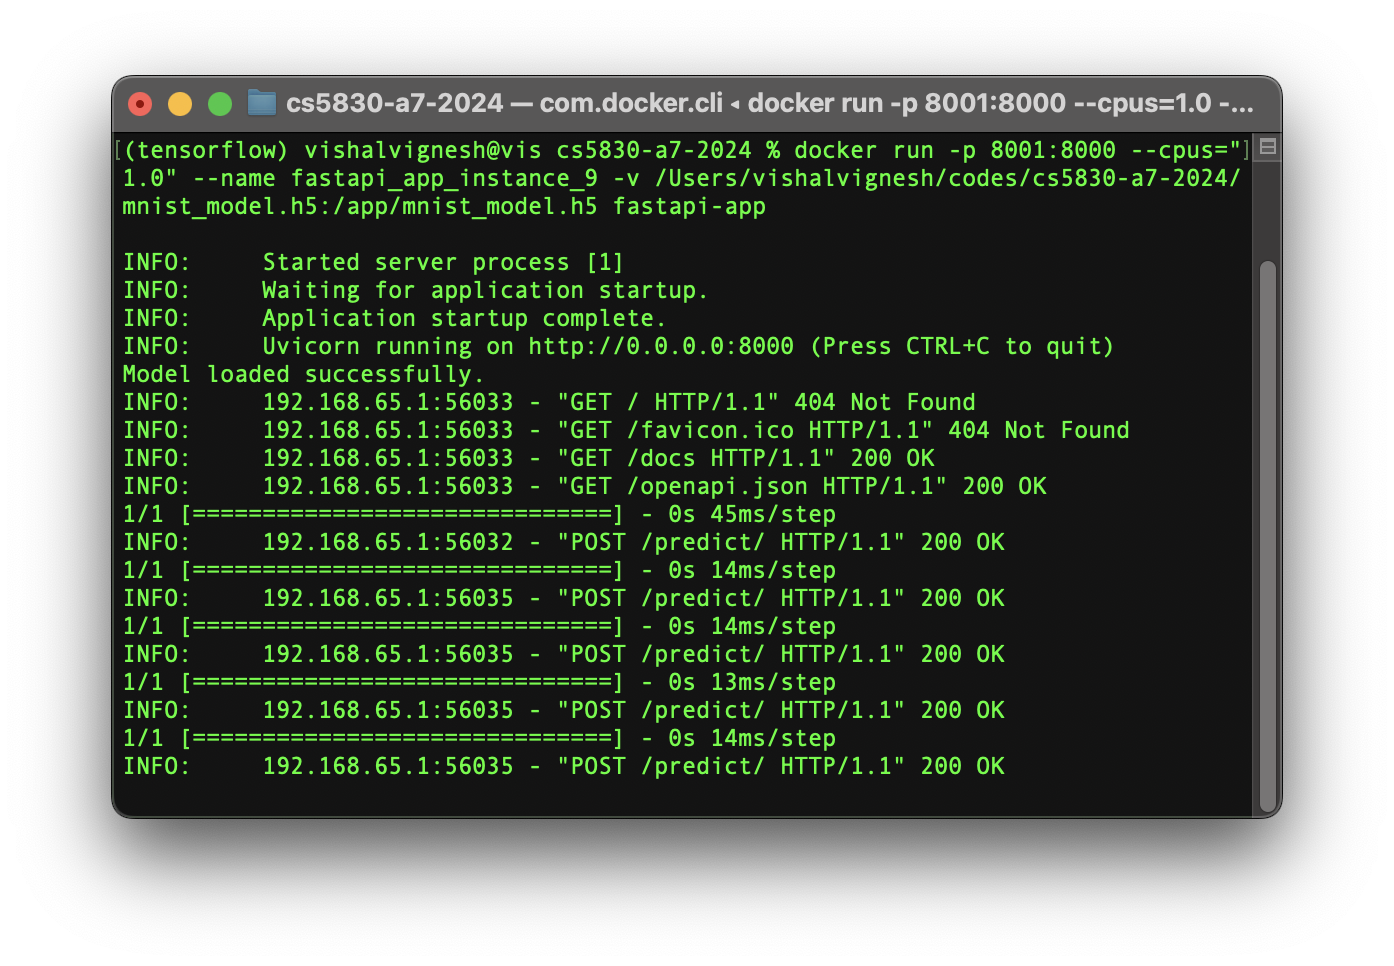 cs5830-a7-2024 — com.docker.cli ◂ docker run -p 8001:8000 --cpus=1.0 -...
[(tensorflow) vishalvignesh@vis cs5830-a7-2024 % docker run -p 8001:8000 --cpus="]
1.0" --name fastapi_app_instance_9 -v /Users/vishalvignesh/codes/cs5830-a7-2024/
mnist_model.h5:/app/mnist_model.h5 fastapi-app
INFO:     Started server process [1]
INFO:     Waiting for application startup.
INFO:     Application startup complete.
INFO:     Uvicorn running on http://0.0.0.0:8000 (Press CTRL+C to quit)
Model loaded successfully.
INFO:     192.168.65.1:56033 - "GET / HTTP/1.1" 404 Not Found
INFO:     192.168.65.1:56033 - "GET /favicon.ico HTTP/1.1" 404 Not Found
INFO:     192.168.65.1:56033 - "GET /docs HTTP/1.1" 200 OK
INFO:     192.168.65.1:56033 - "GET /openapi.json HTTP/1.1" 200 OK
1/1 [==============================] - 0s 45ms/step
INFO:     192.168.65.1:56032 - "POST /predict/ HTTP/1.1" 200 OK
1/1 [==============================] - 0s 14ms/step
INFO:     192.168.65.1:56035 - "POST /predict/ HTTP/1.1" 200 OK
1/1 [==============================] - 0s 14ms/step
INFO:     192.168.65.1:56035 - "POST /predict/ HTTP/1.1" 200 OK
1/1 [==============================] - 0s 13ms/step
INFO:     192.168.65.1:56035 - "POST /predict/ HTTP/1.1" 200 OK
1/1 [==============================] - 0s 14ms/step
INFO:     192.168.65.1:56035 - "POST /predict/ HTTP/1.1" 200 OK